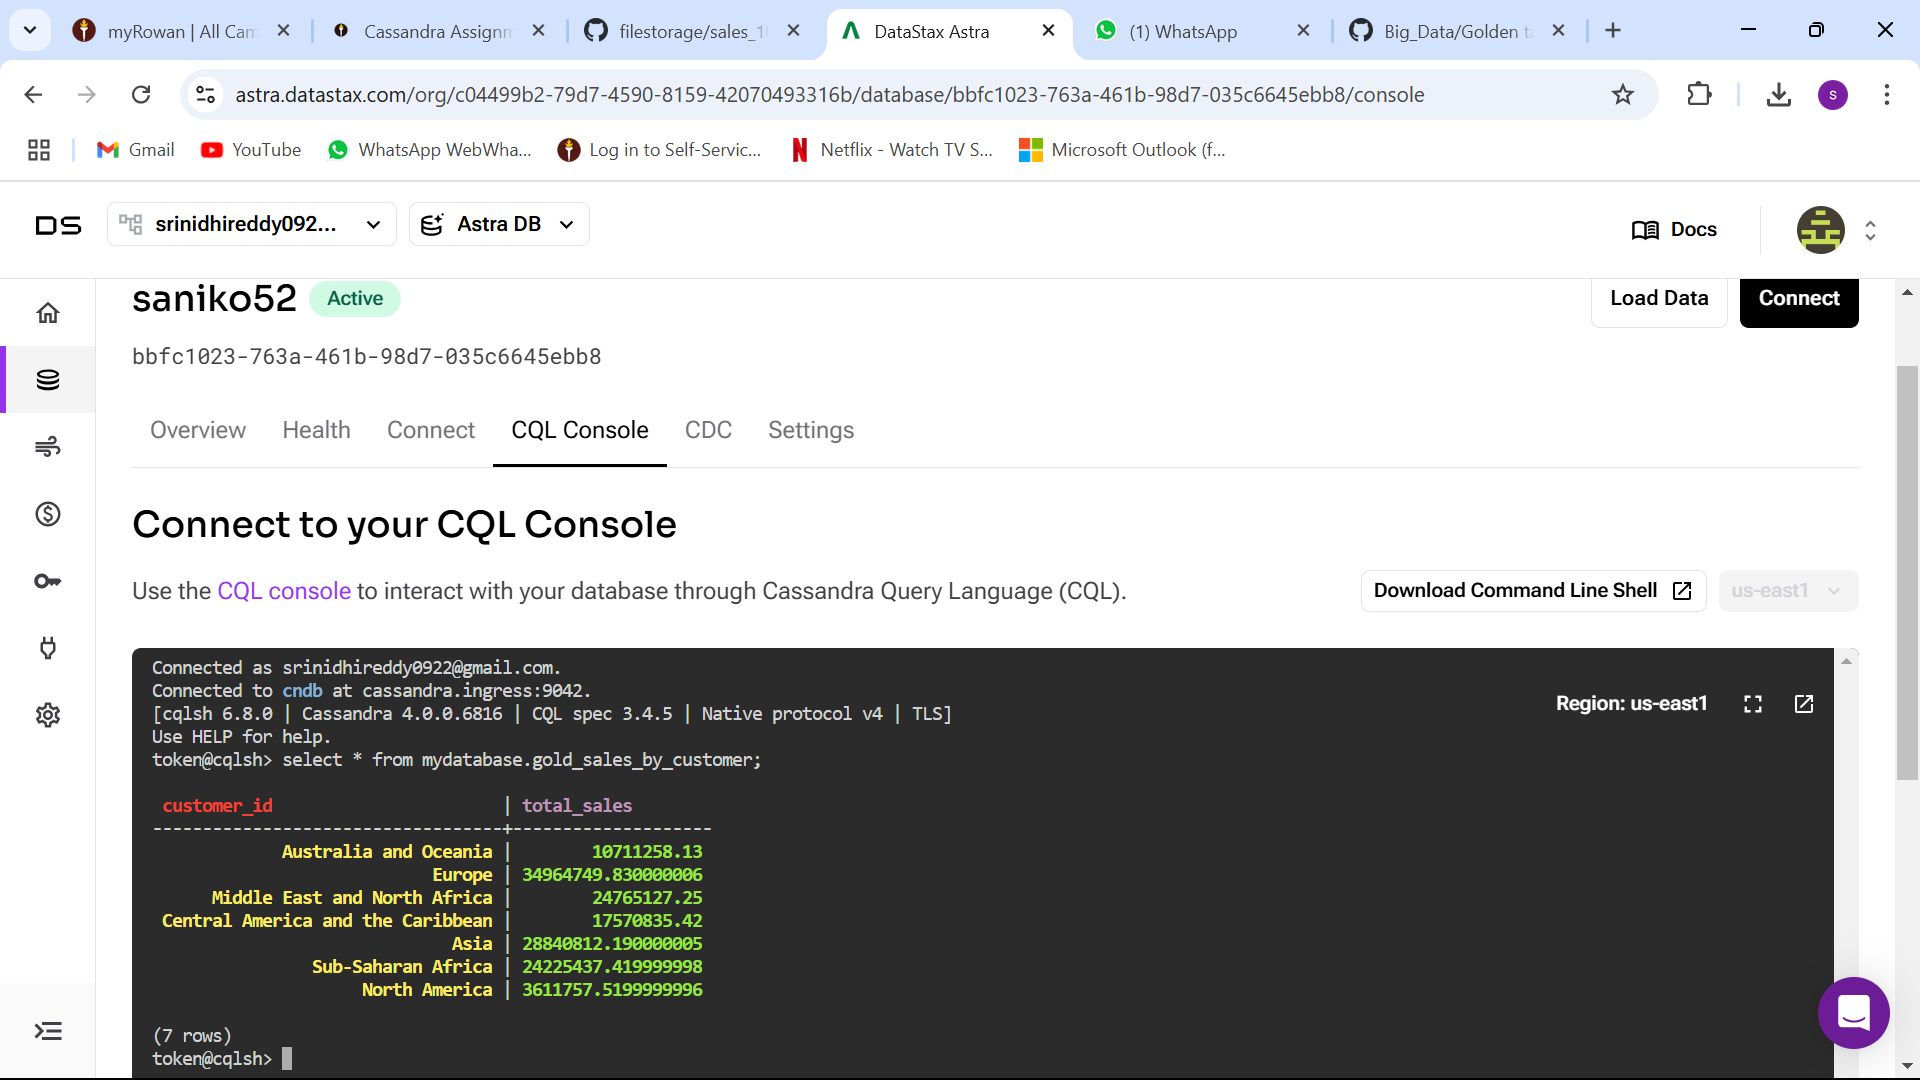 myRowan | All Cam
Cassandra Assignm
filestorage/sales_1
DataStax Astra
(1) WhatsApp
Big_Data/Golden t
astra.datastax.com/org/c04499b2-79d7-4590-8159-42070493316b/database/bbfc1023-763a-461b-98d7-035c6645ebb8/console
s
Gmail
YouTube
WhatsApp WebWha...
Log in to Self-Servic...
Netflix - Watch TV S...
Microsoft Outlook (f...
DS
srinidhireddy092...
Astra DB
Docs
saniko52
Active
Load Data
Connect
bbfc1023-763a-461b-98d7-035c6645ebb8
Overview
Health
Connect
CQL Console
CDC
Settings
Connect to your CQL Console
Use the CQL console to interact with your database through Cassandra Query Language (CQL).
Download Command Line Shell
us-east1
Connected as srinidhireddy0922@gmail.com.
Connected to cndb at cassandra.ingress:9042.
[cqlsh 6.8.0 | Cassandra 4.0.0.6816 | CQL spec 3.4.5 | Native protocol v4 | TLS]
Region: us-east1
Use HELP for help.
token@cqlsh> select * from mydatabase.gold_sales_by_customer;
customer_id | total_sales
-----------------------------------+--------------------
Australia and Oceania | 10711258.13
Europe | 34964749.830000006
Middle East and North Africa | 24765127.25
Central America and the Caribbean | 17570835.42
Asia | 28840812.190000005
Sub-Saharan Africa | 24225437.419999998
North America | 3611757.5199999996
(7 rows)
token@cqlsh>